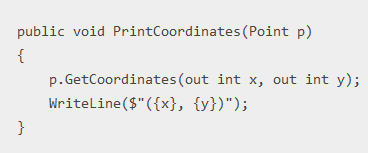 public void PrintCoordinates(Point p)
{
    p.GetCoordinates(out int x, out int y);
    WriteLine($"({x}, {y})");
}